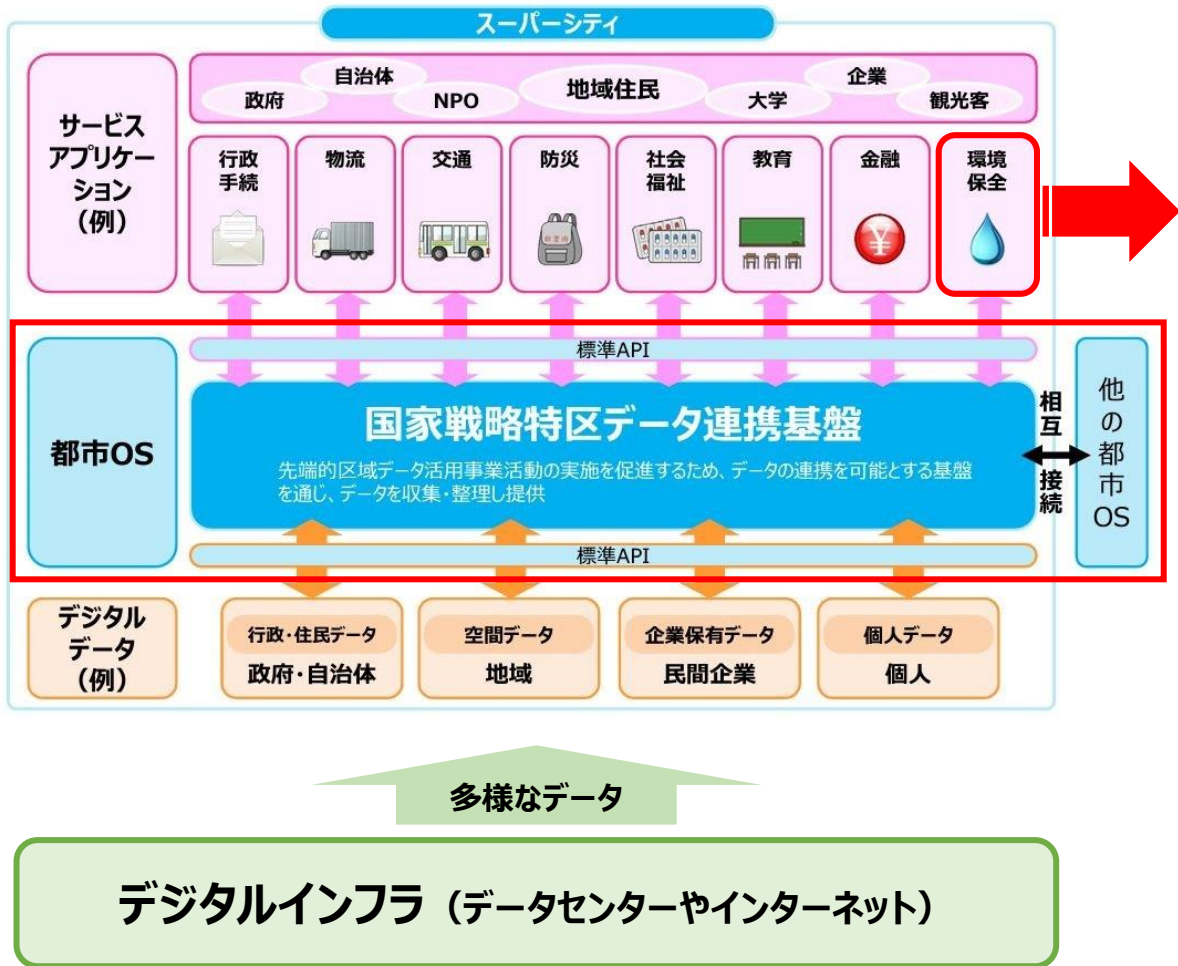 スーパーシティ
サービス
アプリケー
ション
（例）
政府
自治体
NPO
地域住民
大学
企業
観光客
行政
手続
物流
交通
防災
社会
福祉
教育
金融
環境
保全
標準API
都市OS
国家戦略特区データ連携基盤
先端的区域データ活用事業活動の実施を促進するため、データの連携を可能とする基盤
を通じ、データを収集・整理し提供
相互
接続
他の都市OS
標準API
デジタル
データ
（例）
行政・住民データ
政府・自治体
空間データ
地域
企業保有データ
民間企業
個人データ
個人
多様なデータ
デジタルインフラ（データセンターやインターネット）